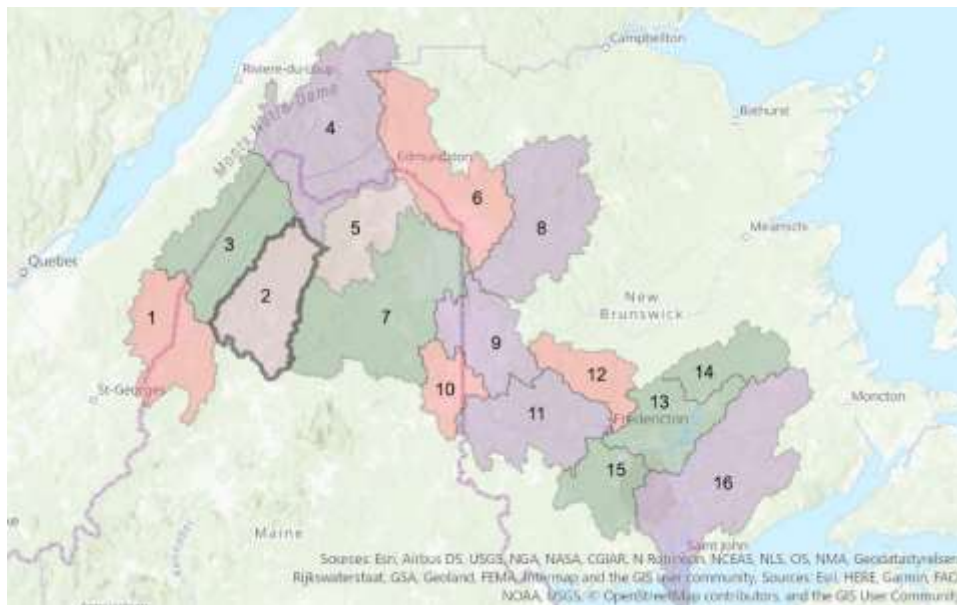 Campbellton
Riviere-du-Loup
Monts Notre-Dame
4
Bathurst
Edmundston
6
5
8
3
Miramichi
Quebec
2
New
Brunswick
1
7
9
St-Georges
10
12
14
13
Moncton
11
Fredericton
15
16
Maine
Saint John
Sources: Esri, Airbus DS, USGS, NGA, NASA, CGIAR, N Robinson, NCEAS, NLS, OS, NMA, Geodatastyrelsen,
Rijkswaterstaat, GSA, Geoland, FEMA, Intermap and the GIS user community, Sources: Esri, HERE, Garmin, FAO,
NOAA, USGS, © OpenStreetMap contributors, and the GIS User Community